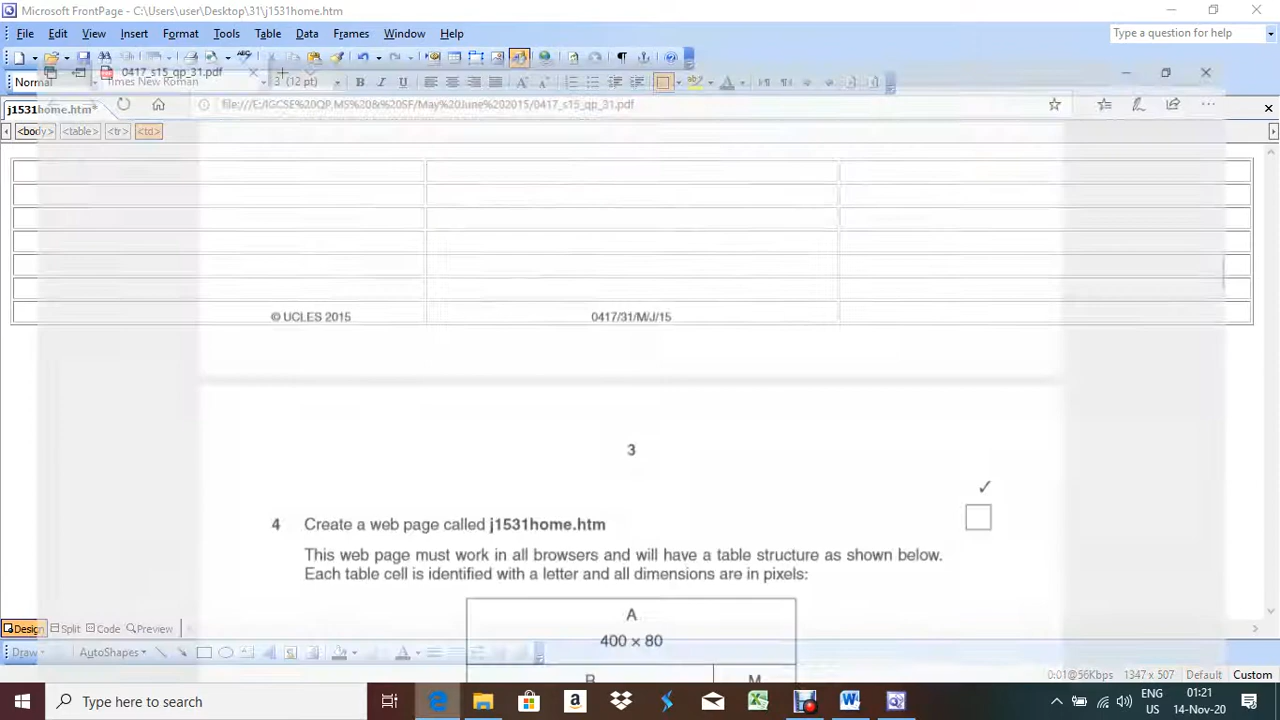 Microsoft FrontPage - C:\Users\user\Desktop\31\j1531home.htm
File Edit View Insert Format Tools Table Data Frames Window Help
Type a question for help
Normal
0417_s15_qp_31.pdf
Times New Roman
3 (12 pt)
j1531home.htm*
file:///E:/IGCSE%20QP,MS%20&%20SF/May%20June%202015/0417_s15_qp_31.pdf
<body> <table> <tr> <td>
© UCLES 2015
0417/31/M/J/15
3
✓
4 Create a web page called j1531home.htm
This web page must work in all browsers and will have a table structure as shown below.
Each table cell is identified with a letter and all dimensions are in pixels:
A
400 × 80
B M
Design Split Code Preview
Draw AutoShapes
0:01@56Kbps 1347 x 507 Default Custom
Type here to search
ENG
US
01:21
14-Nov-20